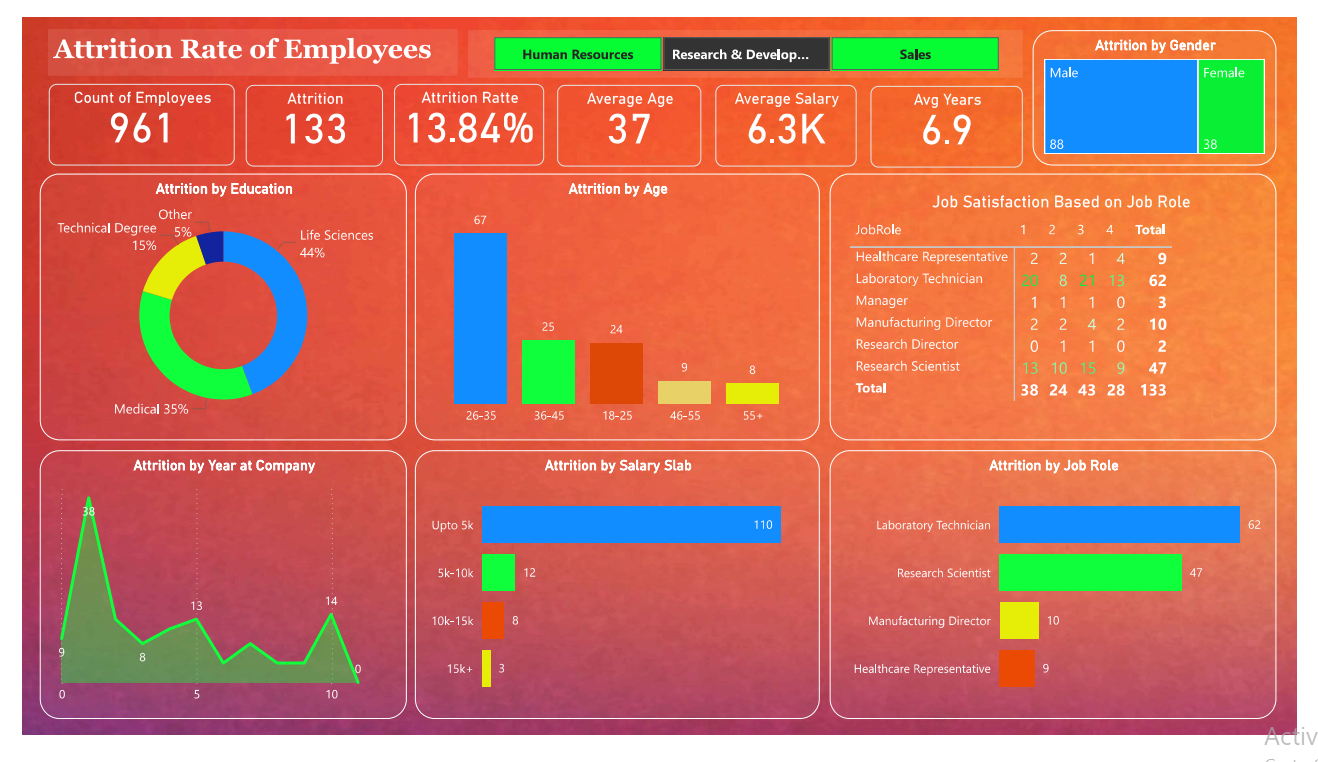 Attrition Rate of Employees
Human Resources
Research & Develop...
Sales
Attrition by Gender
Male
88
Female
38
Count of Employees
961
Attrition
133
Attrition Ratte
13.84%
Average Age
37
Average Salary
6.3K
Avg Years
6.9
Attrition by Education
Other
5%
Technical Degree
15%
Life Sciences
44%
Medical 35%
Attrition by Age
67
25
24
9
8
26-35 36-45 18-25 46-55 55+
Job Satisfaction Based on Job Role
JobRole 1 2 3 4 Total
Healthcare Representative 2 2 1 4 9
Laboratory Technician 20 8 21 13 62
Manager 1 1 1 0 3
Manufacturing Director 2 2 4 2 10
Research Director 0 1 1 0 2
Research Scientist 13 10 15 9 47
Total 38 24 43 28 133
Attrition by Year at Company
38
13
14
9
8
0
0 5 10
Attrition by Salary Slab
Upto 5k 110
5k-10k 12
10k-15k 8
15k+ 3
Attrition by Job Role
Laboratory Technician 62
Research Scientist 47
Manufacturing Director 10
Healthcare Representative 9
Activ